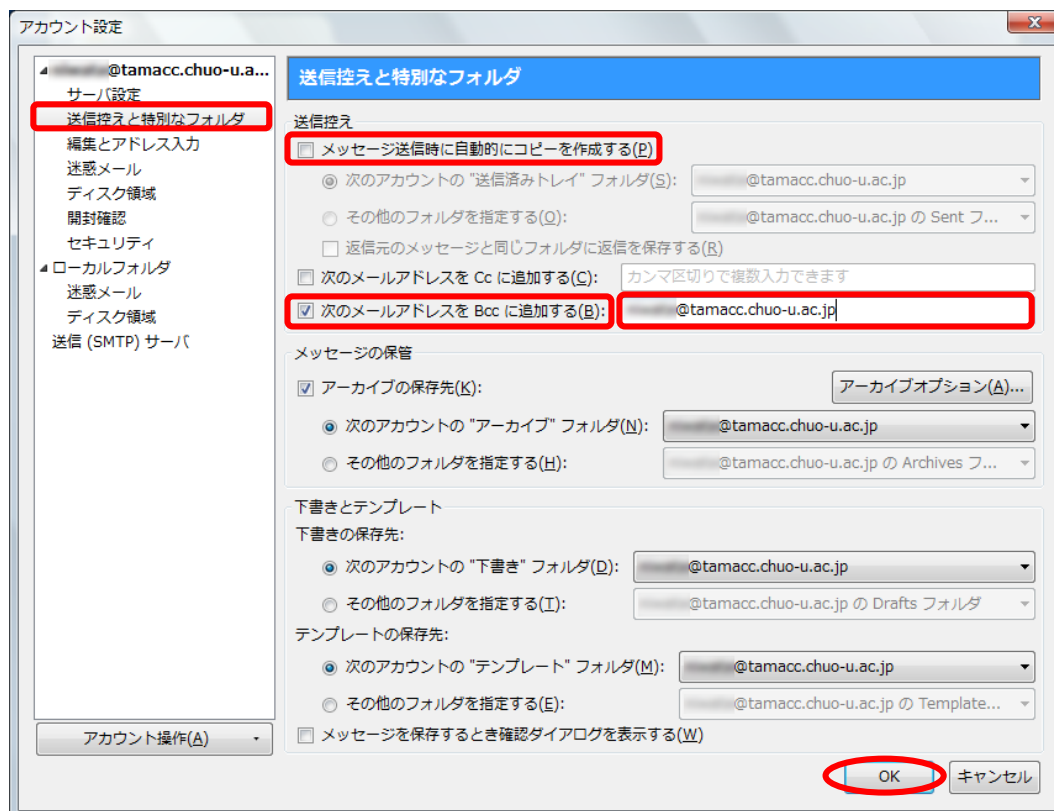 アカウント設定
@tamacc.chuo-u.a...
サーバ設定
送信控えと特別なフォルダ
編集とアドレス入力
迷惑メール
ディスク領域
開封確認
セキュリティ
ローカルフォルダ
迷惑メール
ディスク領域
送信 (SMTP) サーバ
アカウント操作(A)
送信控えと特別なフォルダ
送信控え
メッセージ送信時に自動的にコピーを作成する(P)
次のアカウントの "送信済みトレイ" フォルダ(S): @tamacc.chuo-u.ac.jp
その他のフォルダを指定する(O): @tamacc.chuo-u.ac.jp の Sent フ...
返信元のメッセージと同じフォルダに返信を保存する(R)
次のメールアドレスを Cc に追加する(C): カンマ区切りで複数入力できます
次のメールアドレスを Bcc に追加する(B): @tamacc.chuo-u.ac.jp
メッセージの保管
アーカイブの保存先(K): アーカイブオプション(A)...
次のアカウントの "アーカイブ" フォルダ(N): @tamacc.chuo-u.ac.jp
その他のフォルダを指定する(H): @tamacc.chuo-u.ac.jp の Archives フ...
下書きとテンプレート
下書きの保存先:
次のアカウントの "下書き" フォルダ(D): @tamacc.chuo-u.ac.jp
その他のフォルダを指定する(T): @tamacc.chuo-u.ac.jp の Drafts フォルダ
テンプレートの保存先:
次のアカウントの "テンプレート" フォルダ(M): @tamacc.chuo-u.ac.jp
その他のフォルダを指定する(E): @tamacc.chuo-u.ac.jp の Template...
メッセージを保存するとき確認ダイアログを表示する(W)
OK キャンセル